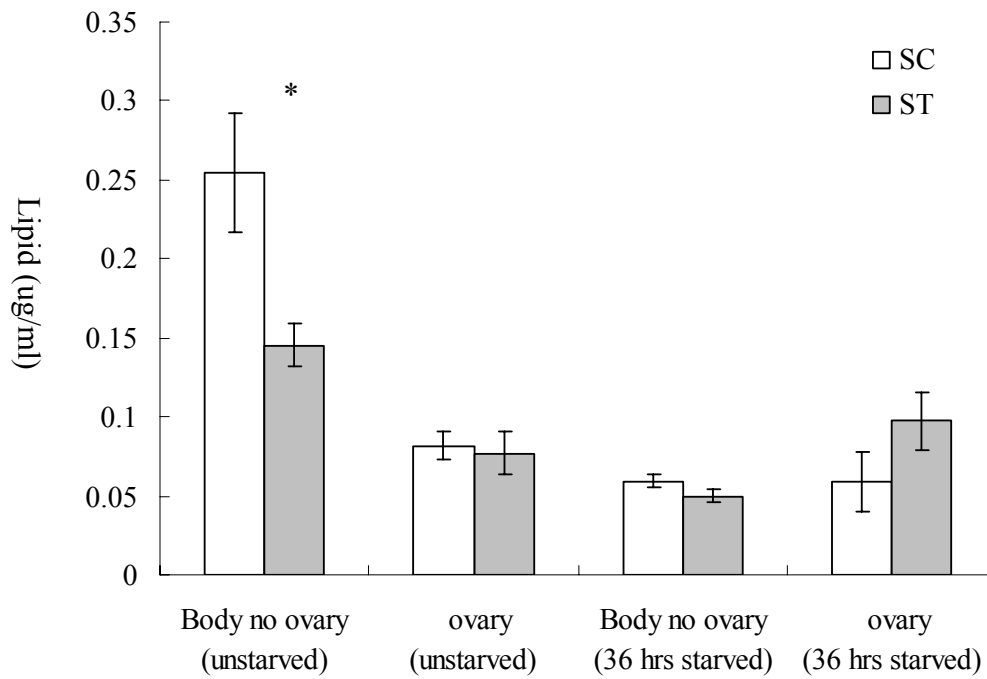 0.35
0.3
0.25
0.2
0.15
0.1
0.05
0
Lipid (ug/ml)
*
SC
ST
Body no ovary
(unstarved)
ovary
(unstarved)
Body no ovary
(36 hrs starved)
ovary
(36 hrs starved)